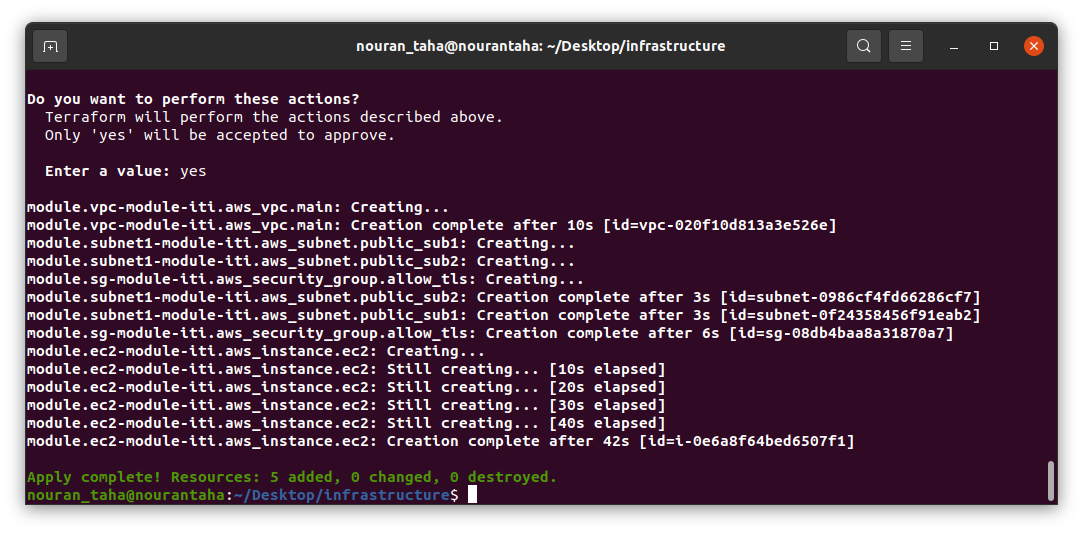 nouran_taha@nourantaha: ~/Desktop/infrastructure
Do you want to perform these actions?
Terraform will perform the actions described above.
Only 'yes' will be accepted to approve.
Enter a value: yes
module.vpc-module-iti.aws_vpc.main: Creating...
module.vpc-module-iti.aws_vpc.main: Creation complete after 10s [id=vpc-020f10d813a3e526e]
module.subnet1-module-iti.aws_subnet.public_sub1: Creating...
module.subnet1-module-iti.aws_subnet.public_sub2: Creating...
module.sg-module-iti.aws_security_group.allow_tls: Creating...
module.subnet1-module-iti.aws_subnet.public_sub2: Creation complete after 3s [id=subnet-0986cf4fd66286cf7]
module.subnet1-module-iti.aws_subnet.public_sub1: Creation complete after 3s [id=subnet-0f24358456f91eab2]
module.sg-module-iti.aws_security_group.allow_tls: Creation complete after 6s [id=sg-08db4baa8a31870a7]
module.ec2-module-iti.aws_instance.ec2: Creating...
module.ec2-module-iti.aws_instance.ec2: Still creating... [10s elapsed]
module.ec2-module-iti.aws_instance.ec2: Still creating... [20s elapsed]
module.ec2-module-iti.aws_instance.ec2: Still creating... [30s elapsed]
module.ec2-module-iti.aws_instance.ec2: Still creating... [40s elapsed]
module.ec2-module-iti.aws_instance.ec2: Creation complete after 42s [id=i-0e6a8f64bed6507f1]
Apply complete! Resources: 5 added, 0 changed, 0 destroyed.
nouran_taha@nourantaha:~/Desktop/infrastructure$